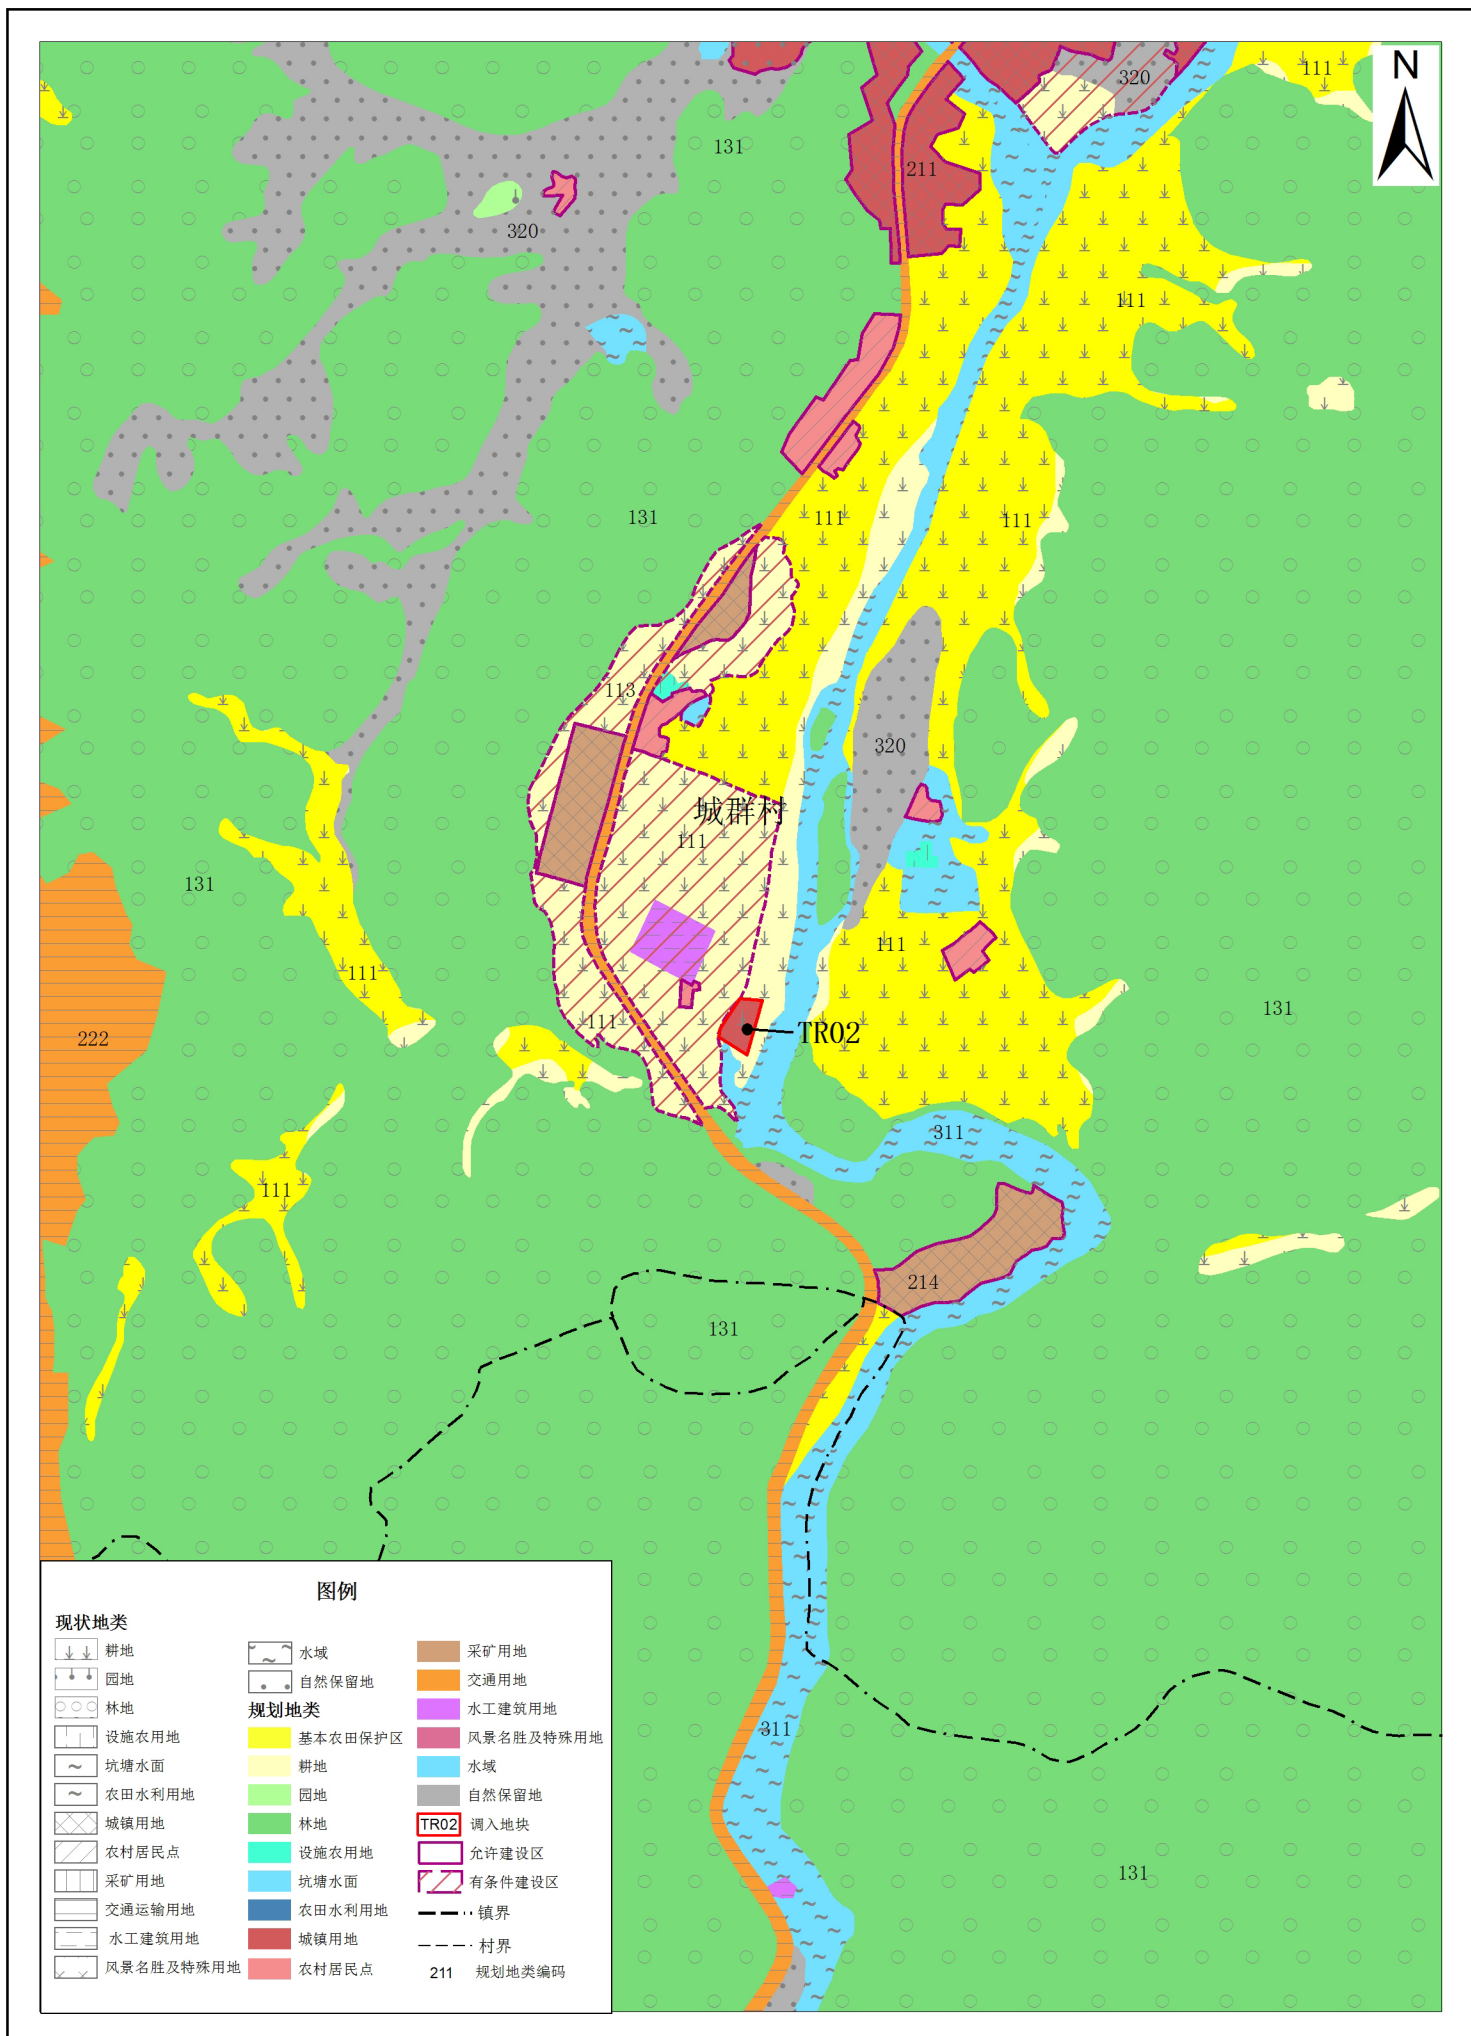 N
320
111
131
211
320
111
131
111
111
113
320
城群村
111
131
111
111
131
111
222
TR02
311
111
214
131
311
131
图例
现状地类
耕地
园地
林地
设施农用地
坑塘水面
农田水利用地
城镇用地
农村居民点
采矿用地
交通运输用地
水工建筑用地
风景名胜及特殊用地
水域
自然保留地
规划地类
基本农田保护区
耕地
园地
林地
设施农用地
坑塘水面
农田水利用地
城镇用地
农村居民点
采矿用地
交通用地
水工建筑用地
风景名胜及特殊用地
水域
自然保留地
TR02 调入地块
允许建设区
有条件建设区
镇界
村界
211 规划地类编码